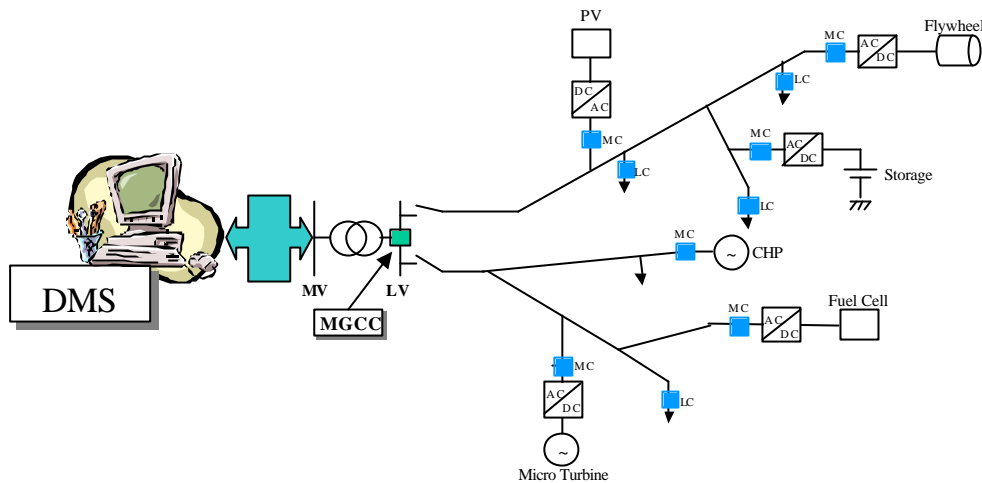 PV
Flywheel
MC
AC
DC
LC
DC
AC
MC
LC
MC
AC
DC
Storage
LC
MC
~
CHP
DMS
MV
LV
MGCC
Fuel Cell
MC
AC
DC
MC
AC
DC
LC
~
Micro Turbine